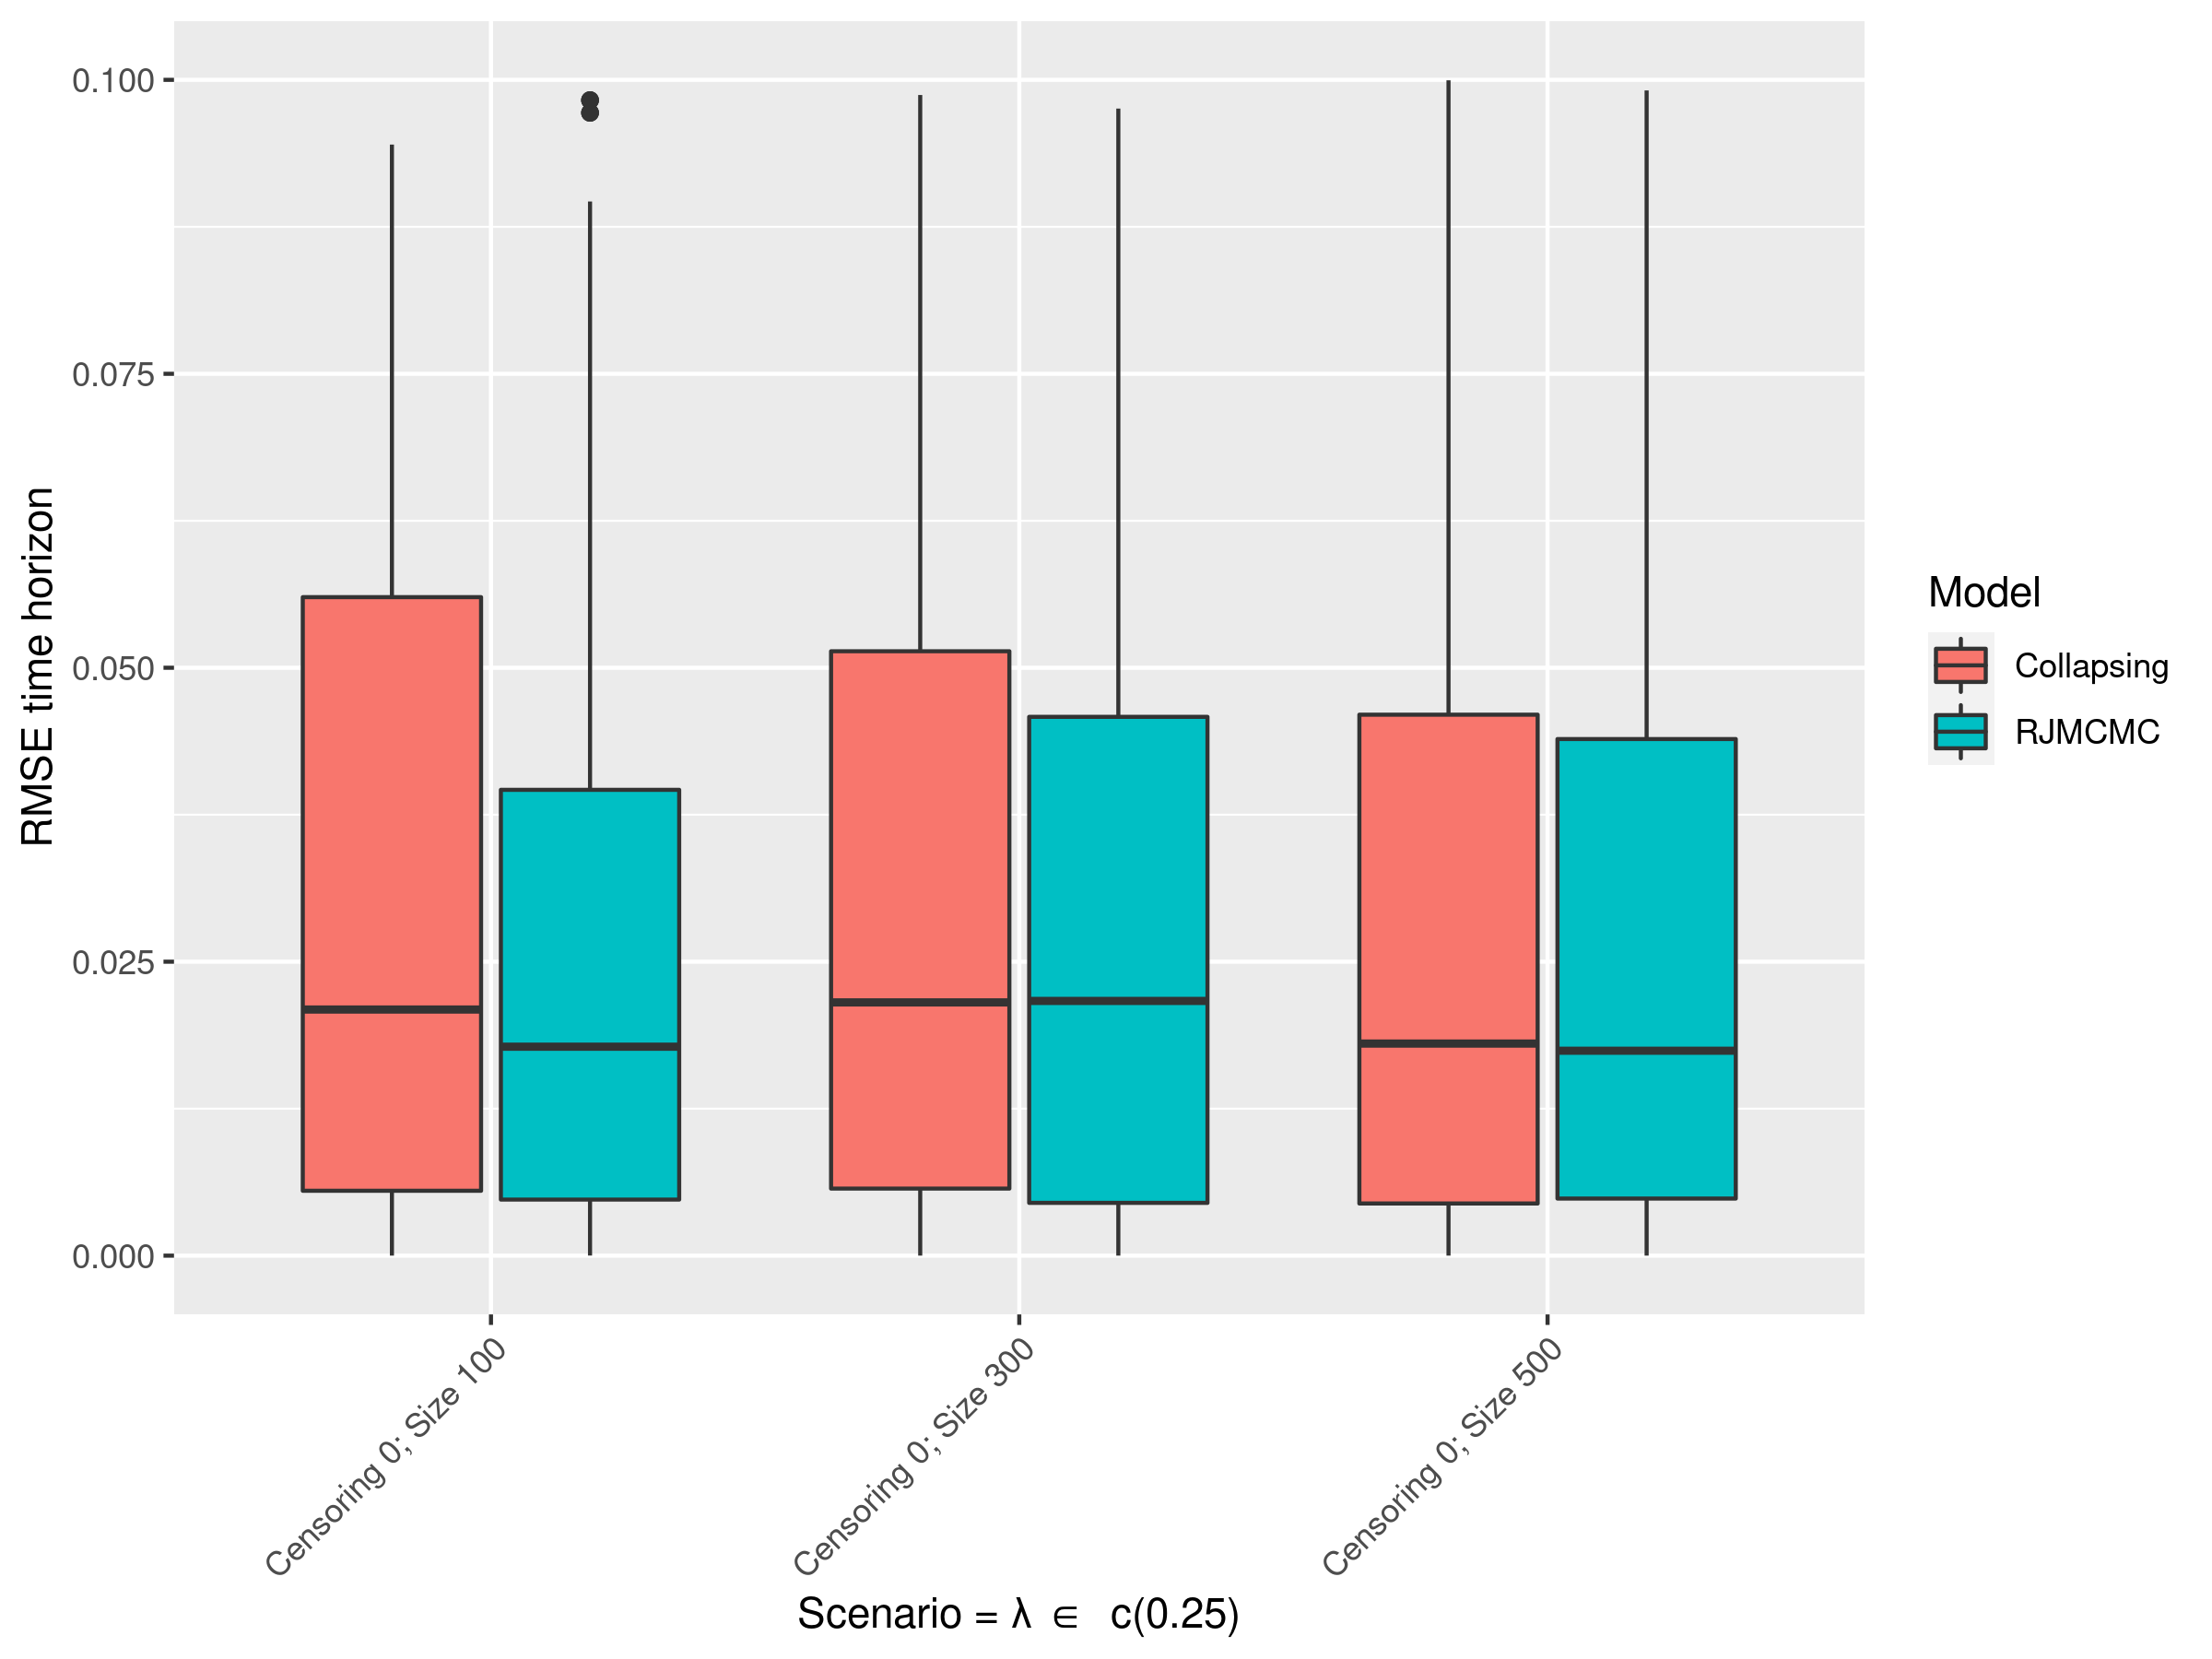 RMSE time horizon
0.100
0.075
0.050
0.025
0.000
Censoring 0; Size 100
Censoring 0; Size 300
Censoring 0; Size 500
Scenario = λ ∈ c(0.25)
Model
Collapsing
RJMCMC